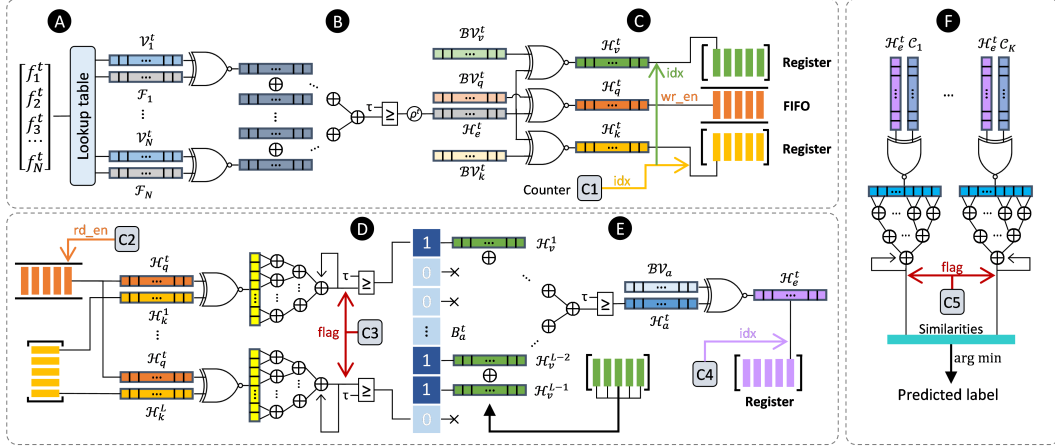 A
B
C
F
f_1^t
f_2^t
f_3^t
...
f_N^t
Lookup table
𝒱_1^t
...
ℱ_1
...
𝒱_N^t
...
ℱ_N
...
...
...
...
...
τ
≥
ρ^t
ℬ𝒱_v^t
...
ℬ𝒱_q^t
...
ℋ_e^t
...
ℬ𝒱_k^t
...
ℋ_v^t
...
ℋ_q^t
...
ℋ_k^t
...
idx
wr_en
Register
FIFO
Register
Counter
C1
idx
D
E
rd_en
C2
ℋ_q^t
...
ℋ_k^1
...
...
ℋ_q^t
...
ℋ_k^L
...
...
...
τ
≥
flag
C3
τ
≥
1
0
0
⋮
1
1
0
B_a^t
ℋ_v^1
...
ℋ_v^{L-2}
...
ℋ_v^{L-1}
...
τ
≥
BV_a
...
ℋ_a^t
...
ℋ_e^t
...
idx
C4
Register
ℋ_e^t 𝒞_1
ℋ_e^t 𝒞_K
...
...
...
...
...
flag
C5
Similarities
arg min
Predicted label